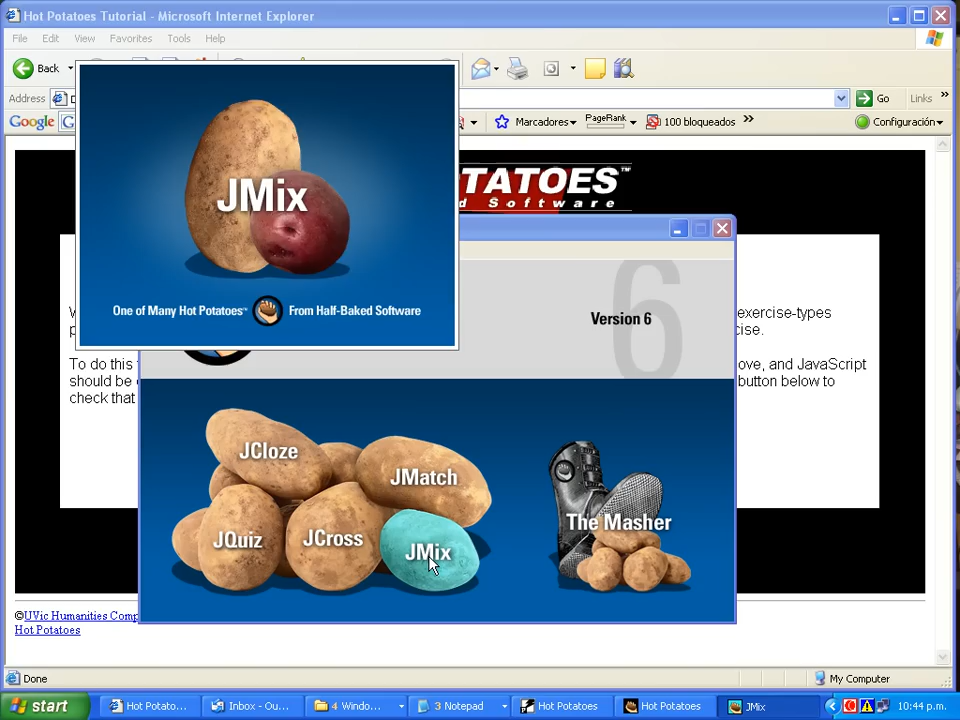 Hot Potatoes Tutorial - Microsoft Internet Explorer
File Edit View Favorites Tools Help
Back
Address
Go Links »
Google G
Marcadores PageRank 100 bloqueados » Configuración
JMix
One of Many Hot Potatoes™ From Half-Baked Software
TATOES™
d Software
6
Version 6
W exercise-types
p cise.
To do this ove, and JavaScript
should be button below to
check that
JCloze
JMatch
JQuiz
JCross
JMix
The Masher
©UVic Humanities Comp
Hot Potatoes
Done My Computer
start Hot Potato... Inbox - Ou... 4 Windo... 3 Notepad Hot Potatoes Hot Potatoes JMix 10:44 p.m.